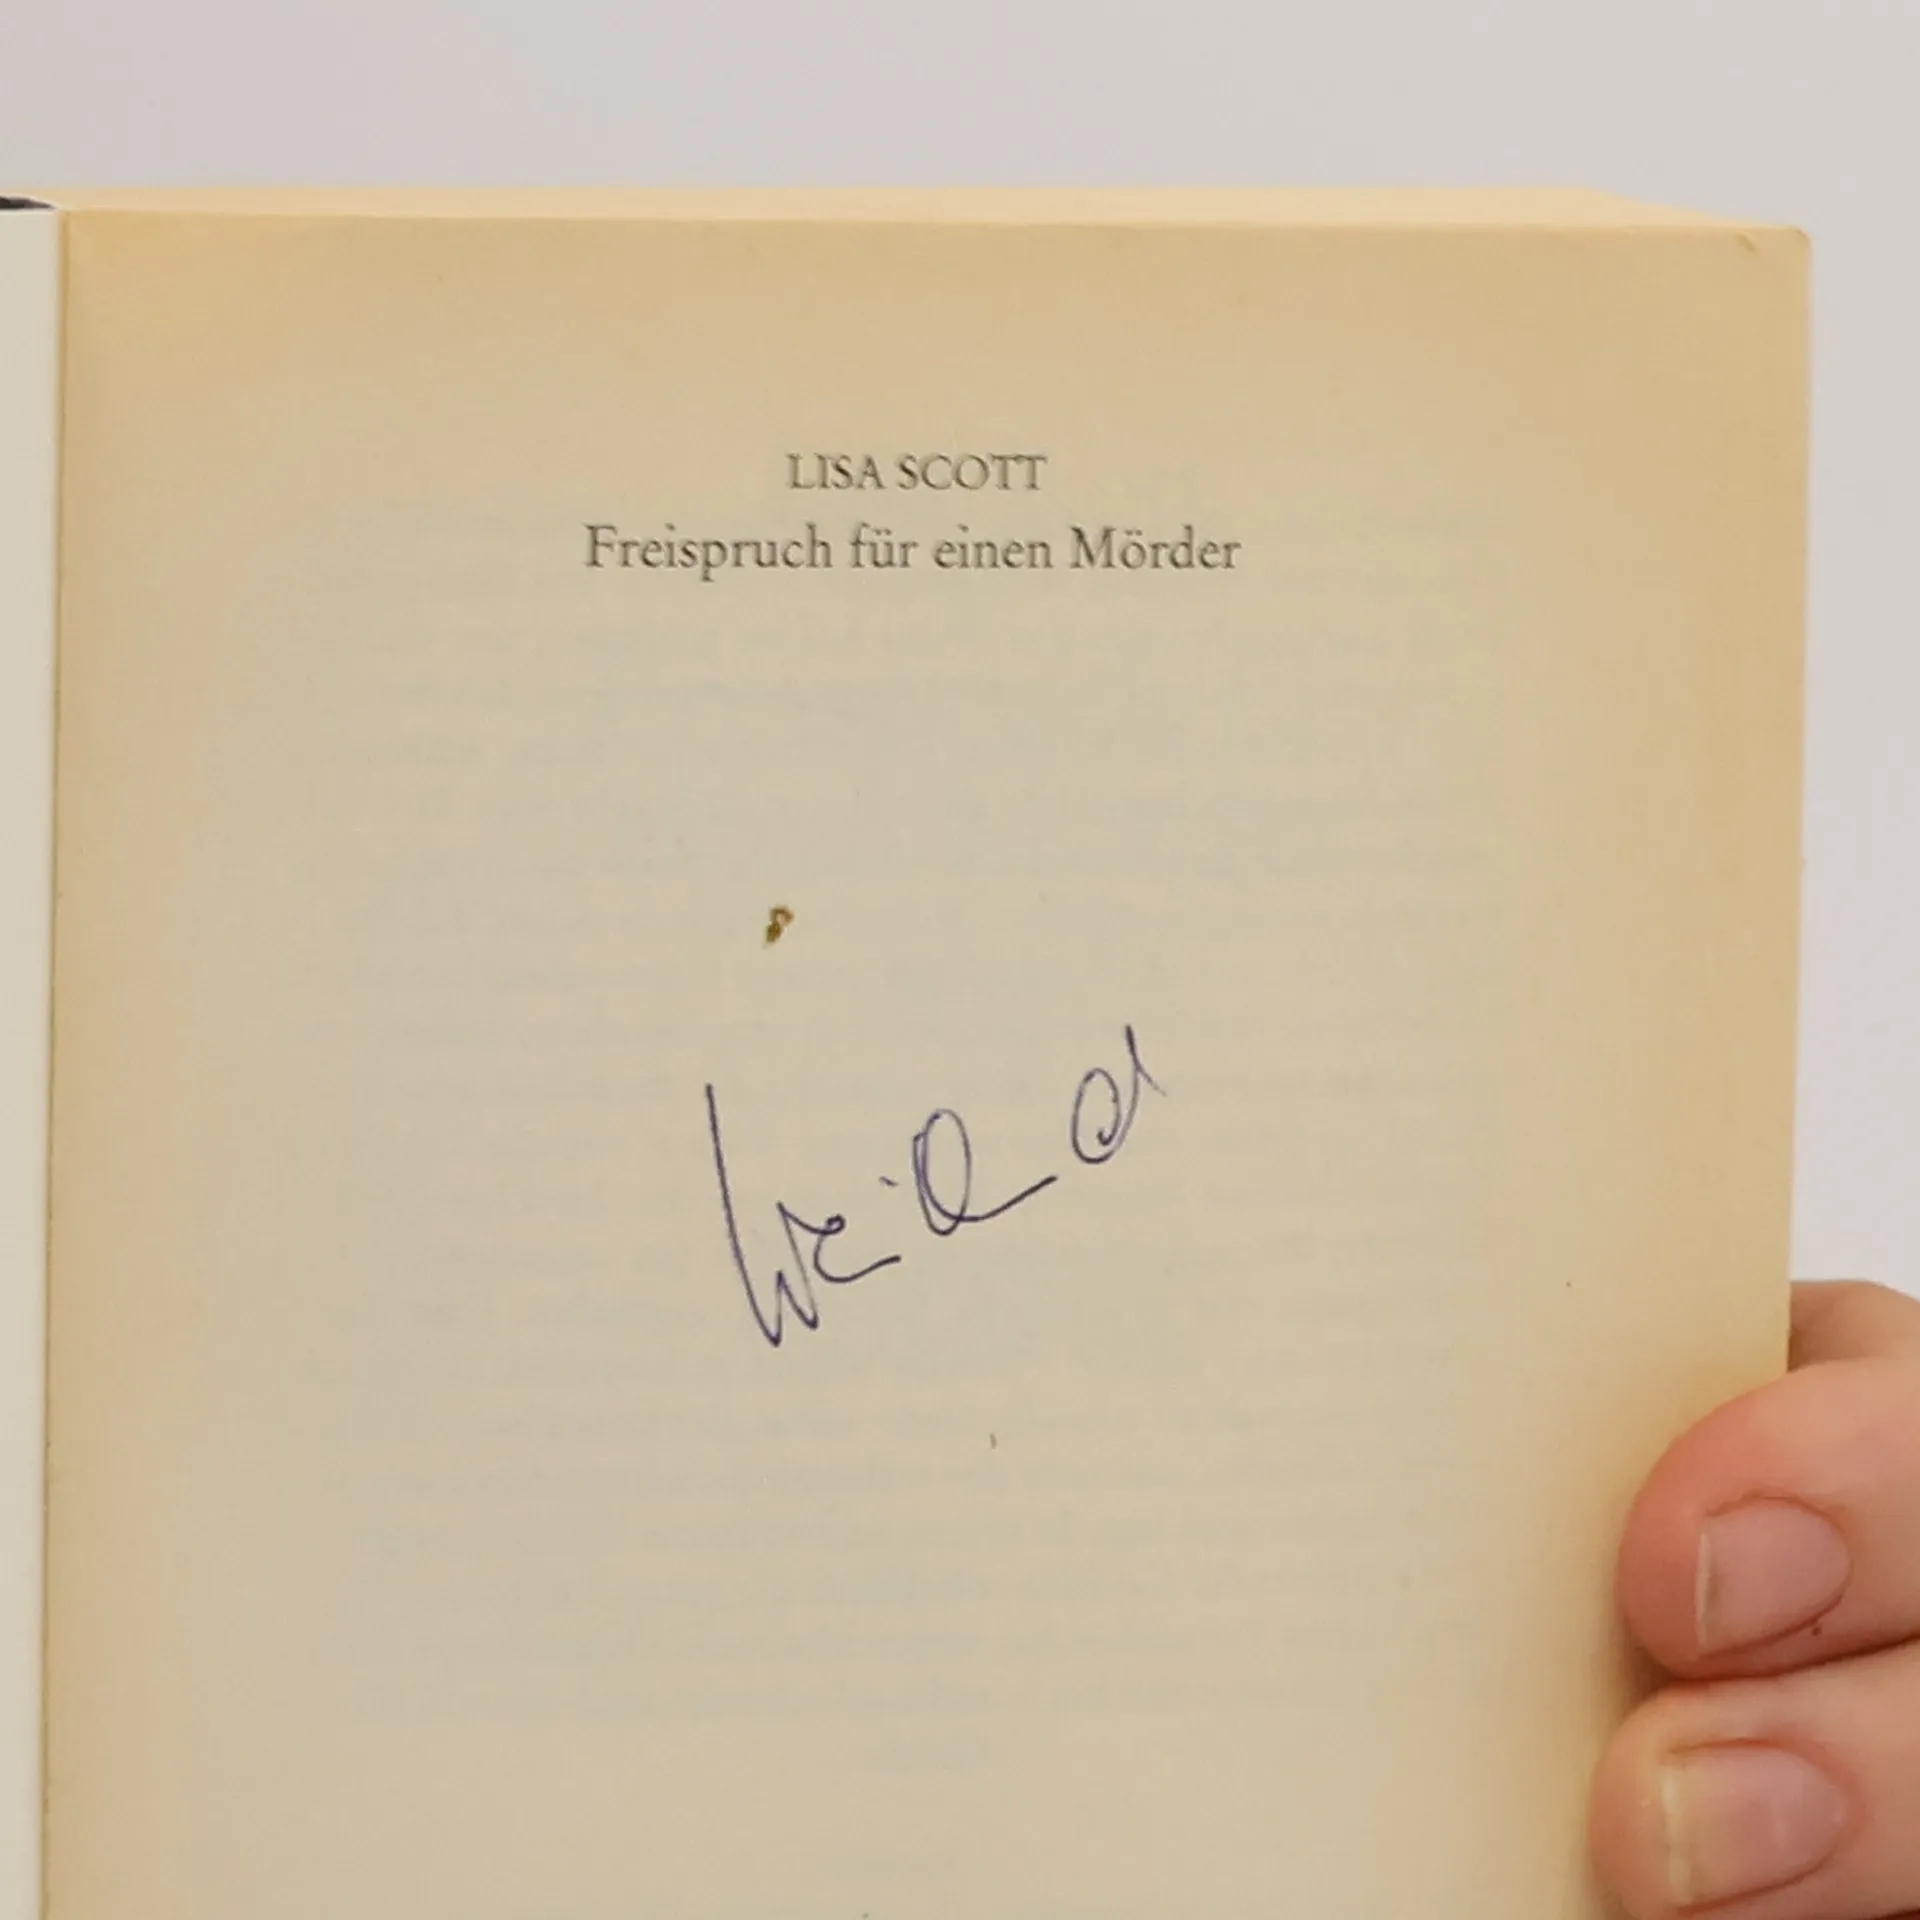 LISA SCOTT
Freispruch für einen Mörder